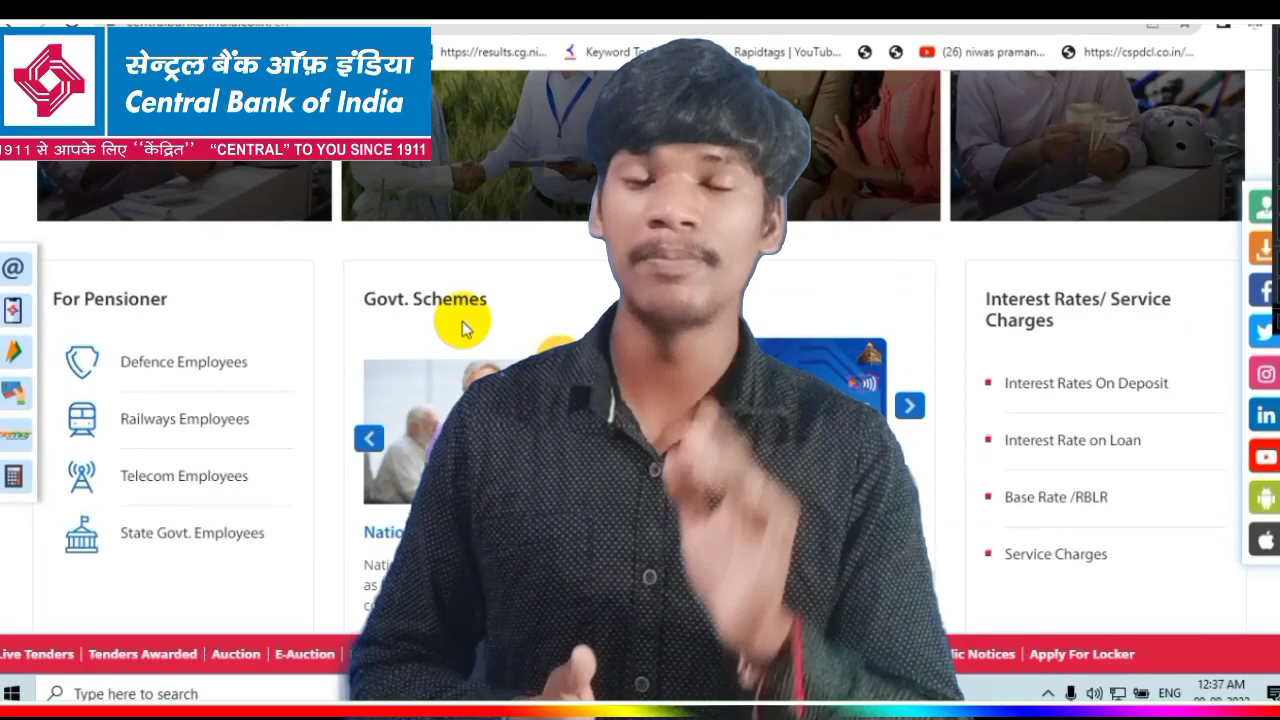 https://results.cg.ni...
Rapidtags | YouTub...
(26) niwas praman...
https://cspdcl.co.in/...
सेन्ट्रल बैंक ऑफ़ इंडिया
Central Bank of India
1911 से आपके लिए ‘‘केंद्रित’’ “CENTRAL” TO YOU SINCE 1911
For Pensioner
Defence Employees
Railways Employees
Telecom Employees
State Govt. Employees
Govt. Schemes
Interest Rates/ Service
Charges
Interest Rates On Deposit
Interest Rate on Loan
Base Rate /RBLR
Service Charges
Live Tenders | Tenders Awarded | Auction | E-Auction |
Notices | Apply For Locker
Type here to search
ENG
12:37 AM